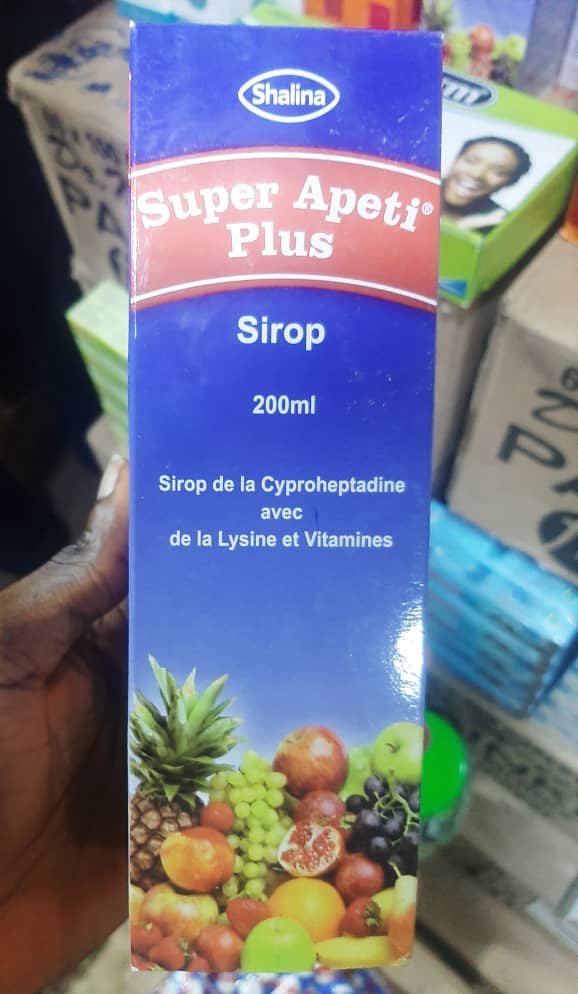 Shalina
Super Apeti®
Plus
Sirop
200ml
Sirop de la Cyproheptadine
avec
de la Lysine et Vitamines